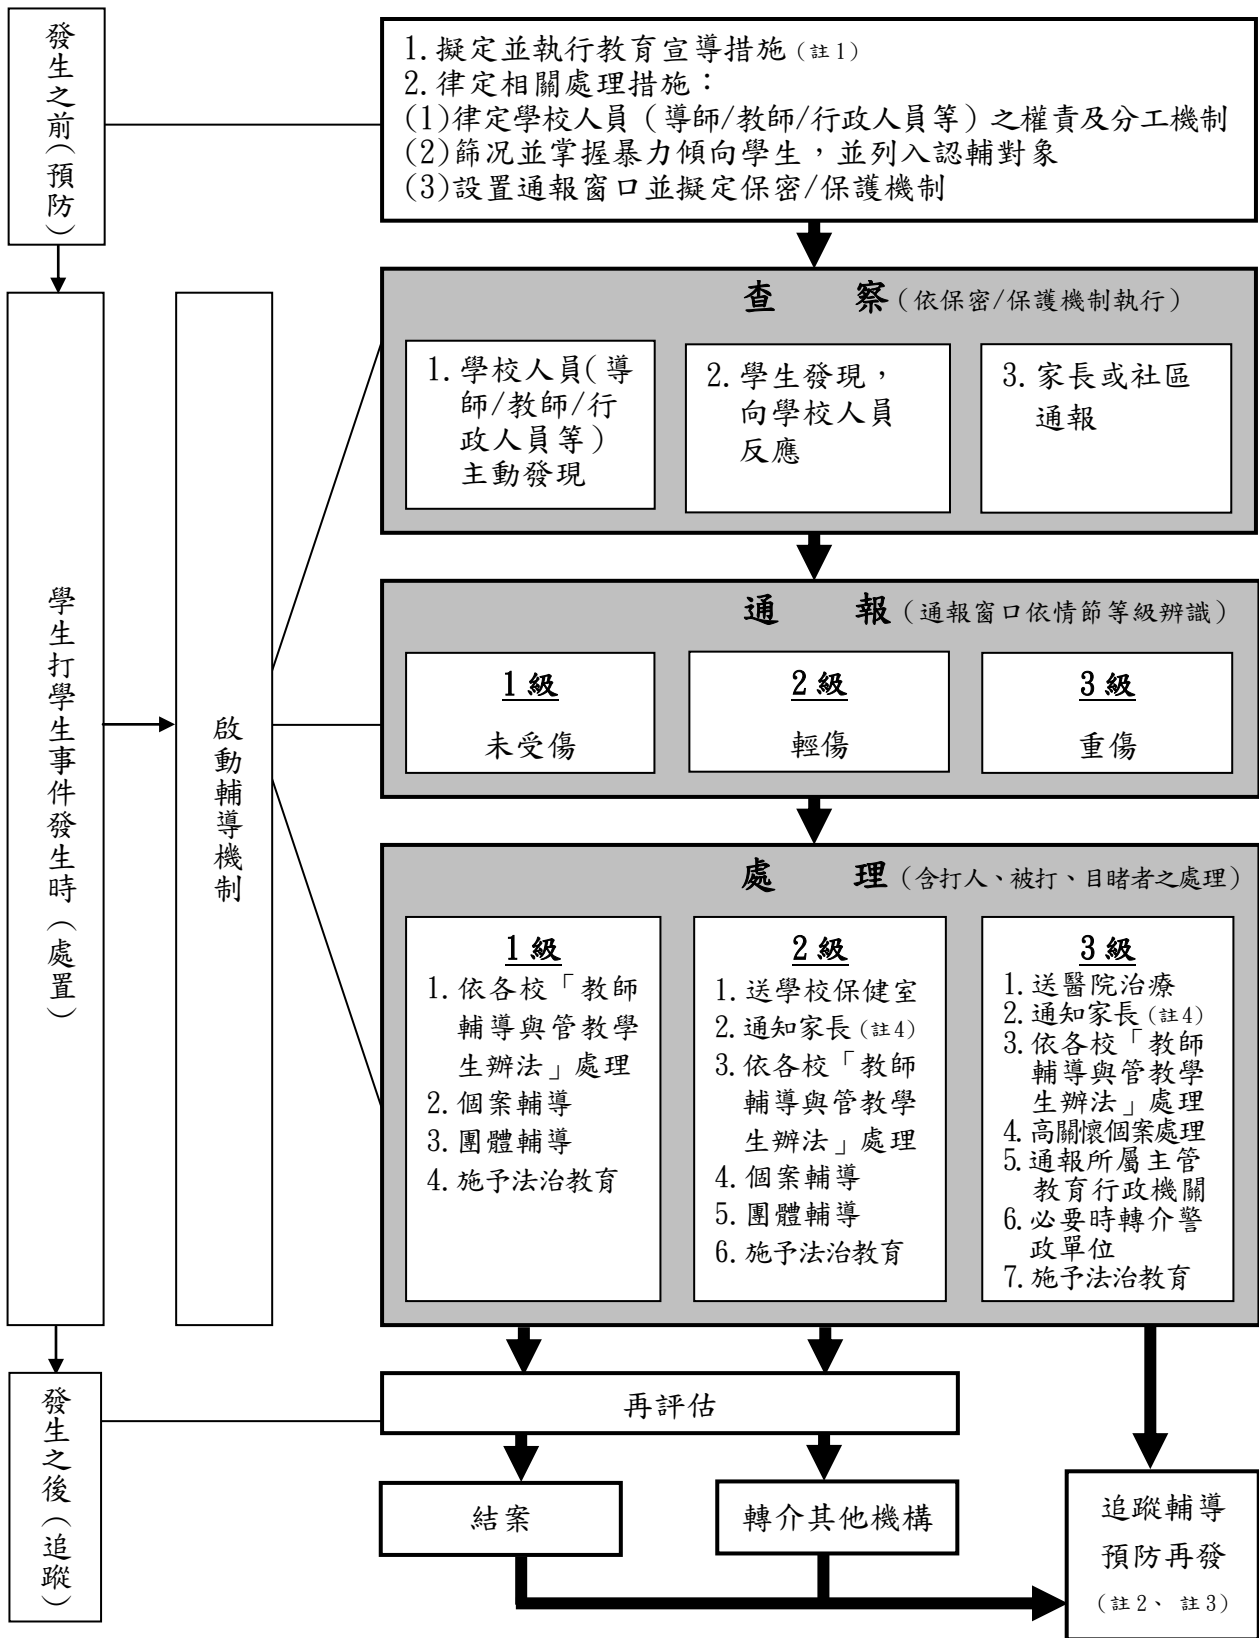 發生之前（預防）
1.擬定並執行教育宣導措施（註1）
2.律定相關處理措施：
(1)律定學校人員（導師/教師/行政人員等）之權責及分工機制
(2)篩況並掌握暴力傾向學生，並列入認輔對象
(3)設置通報窗口並擬定保密/保護機制
學生打學生事件發生時（處置）
啟動輔導機制
查 察（依保密/保護機制執行）
1.學校人員(導
師/教師/行
政人員等)
主動發現
2.學生發現，
向學校人員
反應
3.家長或社區
通報
通 報（通報窗口依情節等級辨識）
1級
未受傷
2級
輕傷
3級
重傷
處 理（含打人、被打、目睹者之處理）
1級
1.依各校「教師
輔導與管教學
生辦法」處理
2.個案輔導
3.團體輔導
4.施予法治教育
2級
1.送學校保健室
2.通知家長（註4）
3.依各校「教師
輔導與管教學
生辦法」處理
4.個案輔導
5.團體輔導
6.施予法治教育
3級
1.送醫院治療
2.通知家長（註4）
3.依各校「教師
輔導與管教學
生辦法」處理
4.高關懷個案處理
5.通報所屬主管
教育行政機關
6.必要時轉介警
政單位
7.施予法治教育
發生之後（追蹤）
再評估
結案
轉介其他機構
追蹤輔導
預防再發
（註2、 註3）